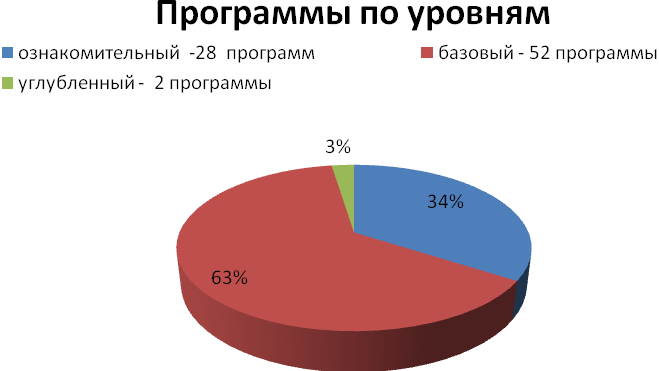 Программы по уровням
ознакомительный  -28  программ
базовый - 52 программы
углубленный -  2 программы
3%
34%
63%